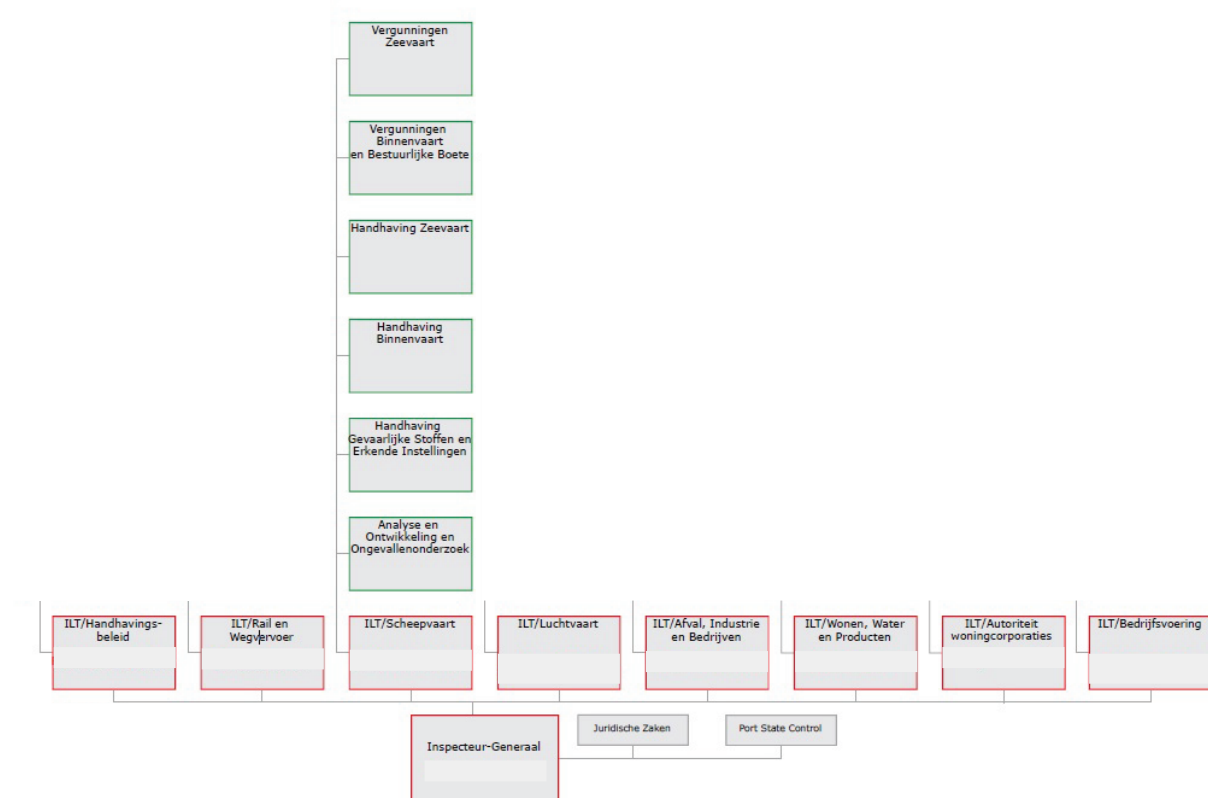 Vergunningen
Zeevaart
Vergunningen
Binnenvaart
en Bestuurlijke Boete
Handhaving Zeevaart
Handhaving
Binnenvaart
Handhaving
Gevaarlijke Stoffen en
Erkende Instellingen
Analyse en
Ontwikkeling en
Ongevallenonderzoek
ILT/Handhavings-
beleid
ILT/Rail en
Wegvervoer
ILT/Scheepvaart
ILT/Luchtvaart
ILT/Afval, Industrie
en Bedrijven
ILT/Wonen, Water
en Producten
ILT/Autoriteit
woningcorporaties
ILT/Bedrijfsvoering
Inspecteur-Generaal
Juridische Zaken
Port State Control